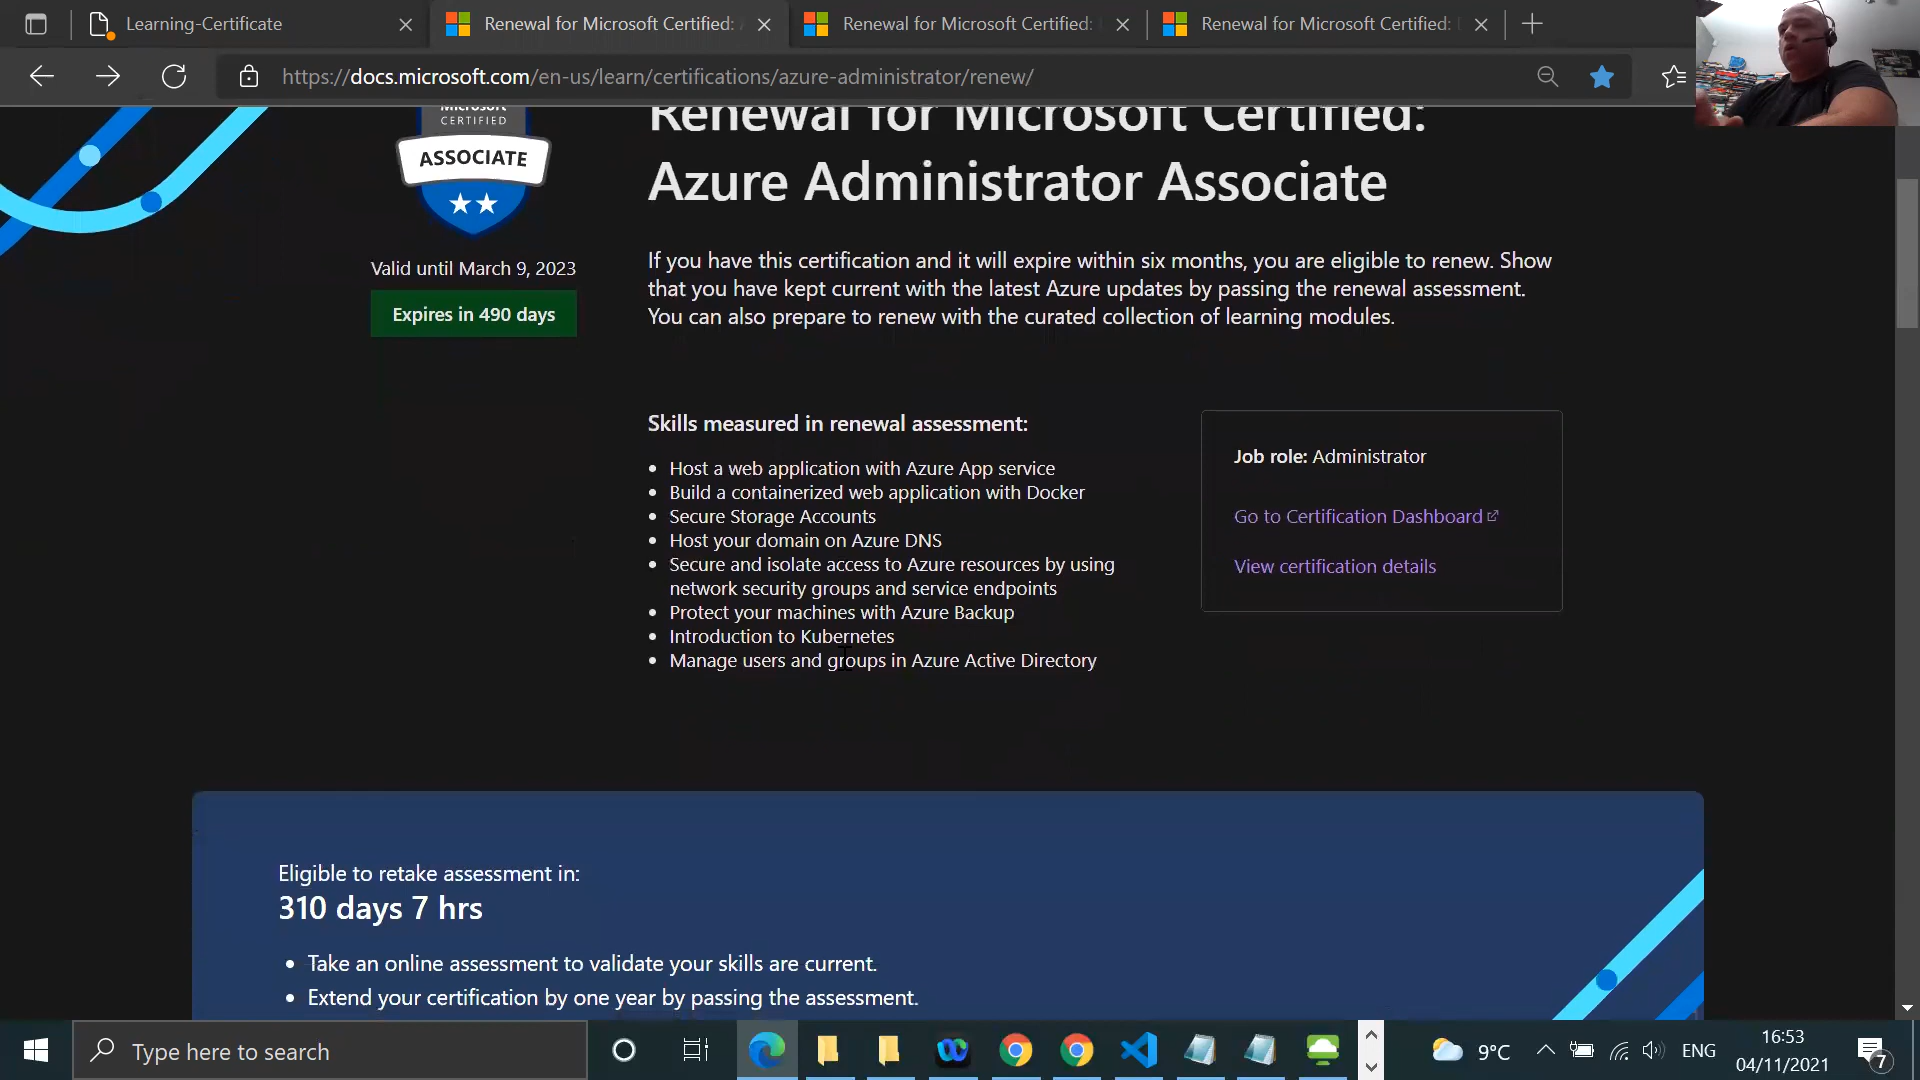 Learning-Certificate
Renewal for Microsoft Certified:
Renewal for Microsoft Certified:
Renewal for Microsoft Certified:
https://docs.microsoft.com/en-us/learn/certifications/azure-administrator/renew/
Microsoft
CERTIFIED
ASSOCIATE
Valid until March 9, 2023
Expires in 490 days
Renewal for Microsoft Certified:
Azure Administrator Associate
If you have this certification and it will expire within six months, you are eligible to renew. Show
that you have kept current with the latest Azure updates by passing the renewal assessment.
You can also prepare to renew with the curated collection of learning modules.
Skills measured in renewal assessment:
Host a web application with Azure App service
Build a containerized web application with Docker
Secure Storage Accounts
Host your domain on Azure DNS
Secure and isolate access to Azure resources by using
network security groups and service endpoints
Protect your machines with Azure Backup
Introduction to Kubernetes
Manage users and groups in Azure Active Directory
Job role: Administrator
Go to Certification Dashboard
View certification details
Eligible to retake assessment in:
310 days 7 hrs
Take an online assessment to validate your skills are current.
Extend your certification by one year by passing the assessment.
Type here to search
9°C
ENG
16:53
04/11/2021
7